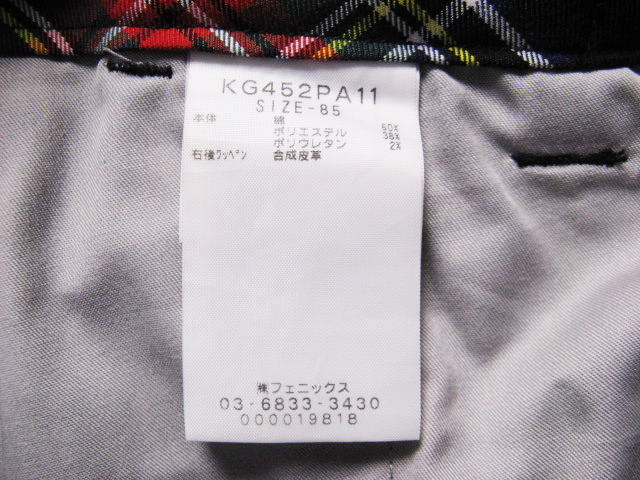 KG452PA11
SIZE-85
本体 綿 60%
ポリエステル 38%
ポリウレタン 2%
右後ワッペン 合成皮革
㈱フェニックス
03-6833-3430
000019818